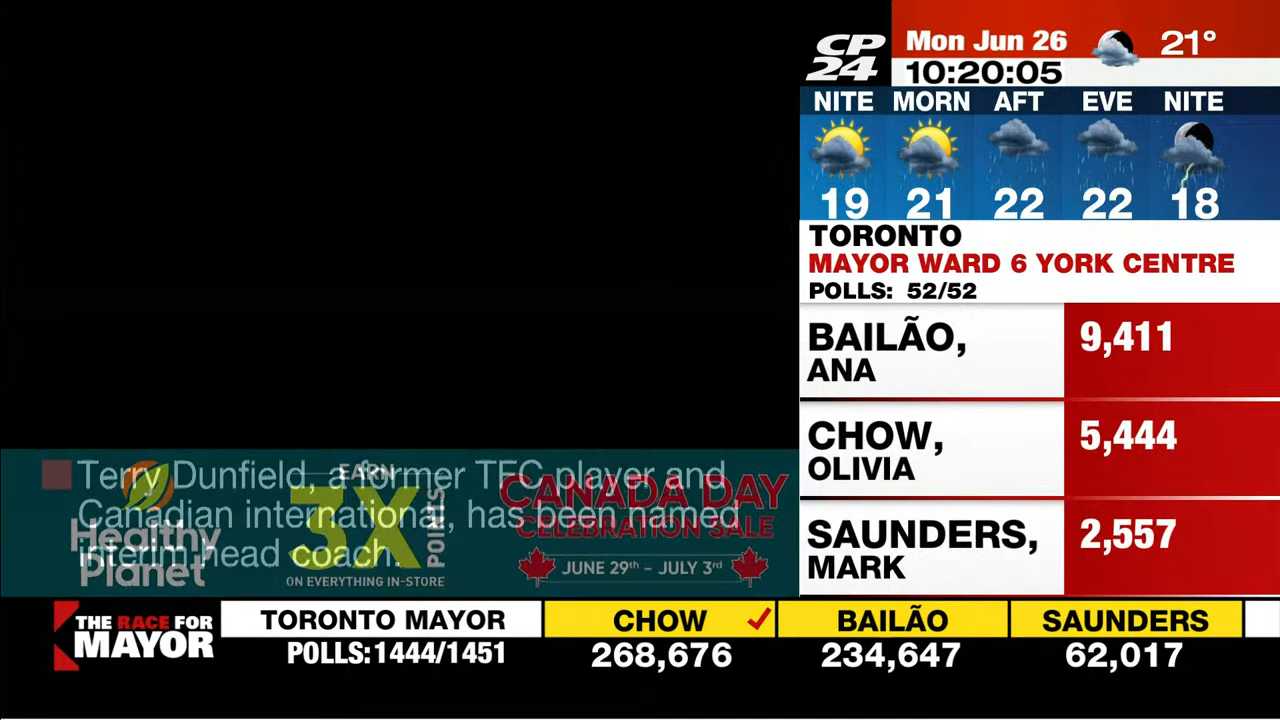 CP
24
Mon Jun 26
21°
10:20:05
NITE MORN AFT EVE NITE
19 21 22 22 18
TORONTO
MAYOR WARD 6 YORK CENTRE
POLLS: 52/52
BAILÃO,
ANA
9,411
CHOW,
OLIVIA
5,444
SAUNDERS,
MARK
2,557
Terry Dunfield, a former TFC player and
Canadian international, has been named
interim head coach.
Healthy
Planet
EARN
3X
POINTS
ON EVERYTHING IN-STORE
CANADA DAY
CELEBRATION SALE
JUNE 29th – JULY 3rd
THE RACE FOR
MAYOR
TORONTO MAYOR
POLLS:1444/1451
CHOW
268,676
BAILÃO
234,647
SAUNDERS
62,017